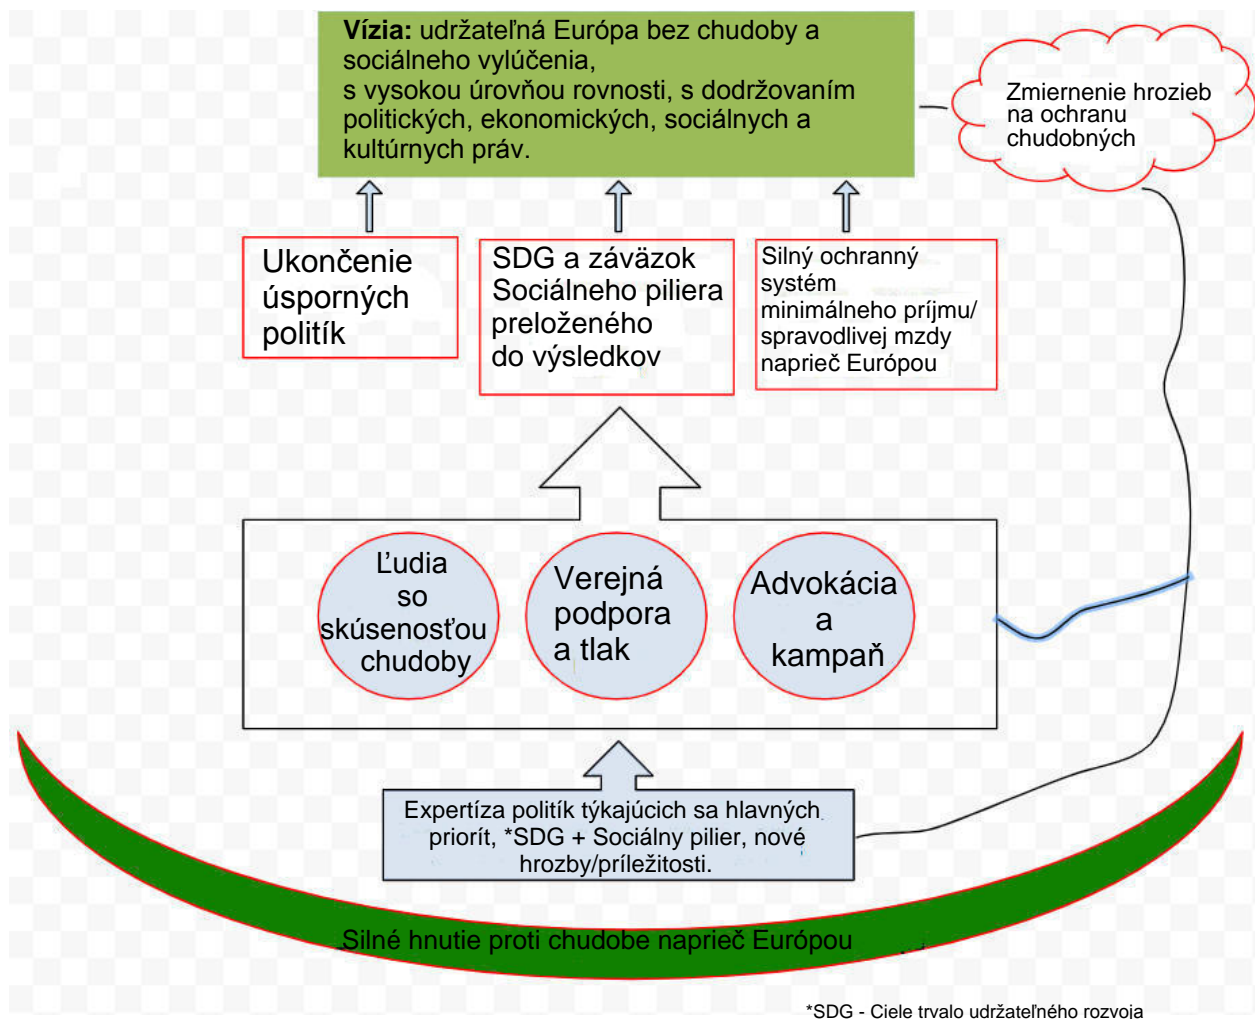 Vízia: udržateľná Európa bez chudoby a
sociálneho vylúčenia,
s vysokou úrovňou rovnosti, s dodržovaním
politických, ekonomických, sociálnych a
kultúrnych práv.
Zmiernenie hrozieb
na ochranu
chudobných
Ukončenie
úsporných
politík
SDG a záväzok
Sociálneho piliera
preloženého
do výsledkov
Silný ochranný
systém
minimálneho príjmu/
spravodlivej mzdy
naprieč Európou
Ľudia
so
skúsenosťou
chudoby
Verejná
podpora
a tlak
Advokácia
a
kampaň
Expertíza politík týkajúcich sa hlavných
priorít, *SDG + Sociálny pilier, nové
hrozby/príležitosti.
Silné hnutie proti chudobe naprieč Európou
*SDG - Ciele trvalo udržateľného rozvoja